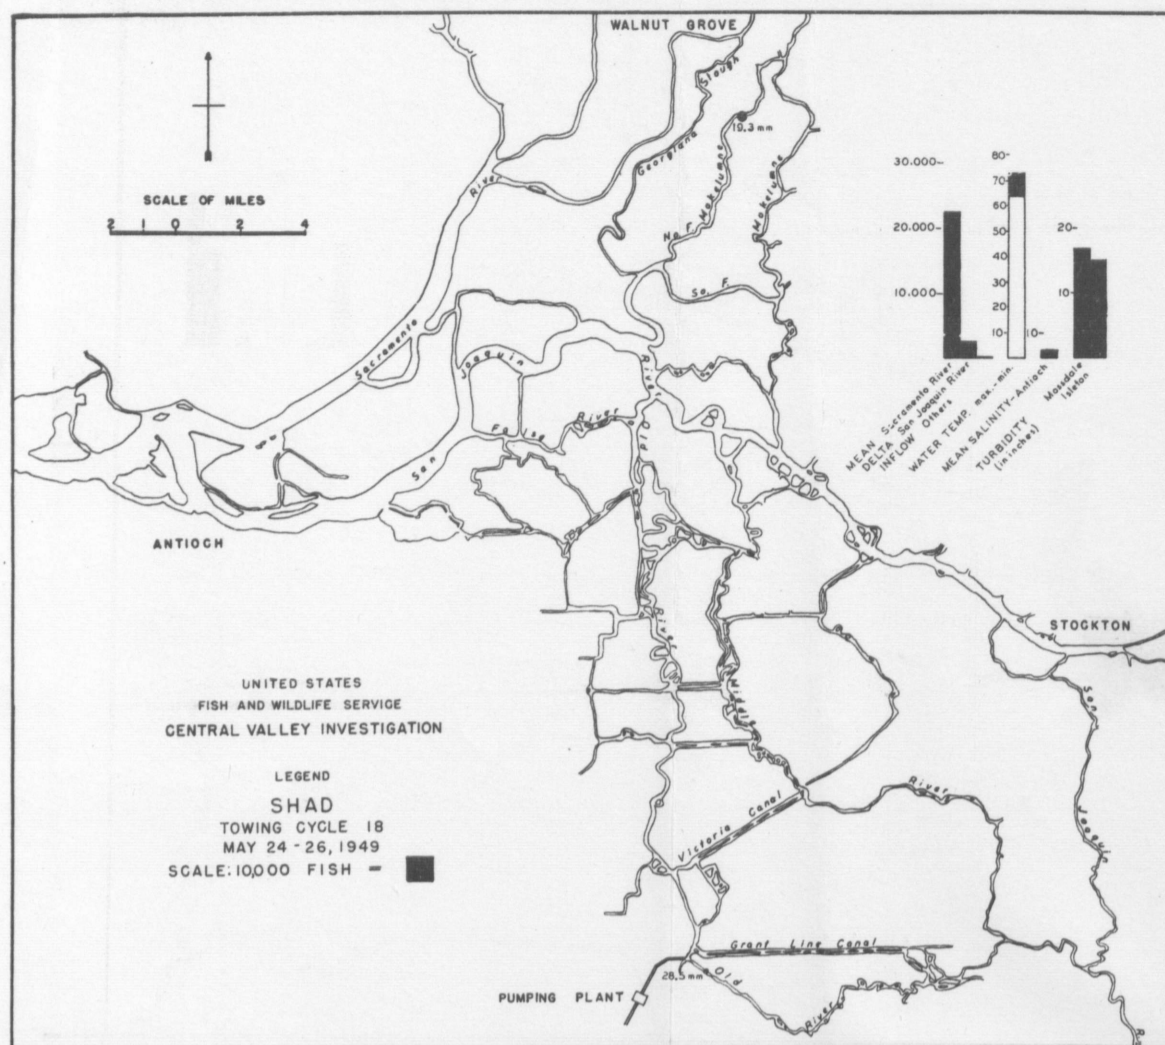 WALNUT GROVE
Slough
Georgiana
19.3 mm
No. F. Mokelumne
Mokelumne
So. F.
SCALE OF MILES
2 1 0 2 4
River
Sacramento
San
Joaquin
River
False
River
Old
River
ANTIOCH
STOCKTON
Middle
River
San
Joaquin
R.
Victoria Canal
Grant Line Canal
28.5 mm
Old
River
PUMPING PLANT
30.000-
20.000-
10.000-
80-
70-
60-
50-
40-
30-
20-
10-
10-
20-
10-
MEAN Sacramento River
DELTA San Joaquin River
INFLOW Others
WATER TEMP. max.-min.
MEAN SALINITY-Antioch
TURBIDITY Mossdale
(in inches) Isleton
UNITED STATES
FISH AND WILDLIFE SERVICE
CENTRAL VALLEY INVESTIGATION
LEGEND
SHAD
TOWING CYCLE 18
MAY 24-26, 1949
SCALE: 10,000 FISH =